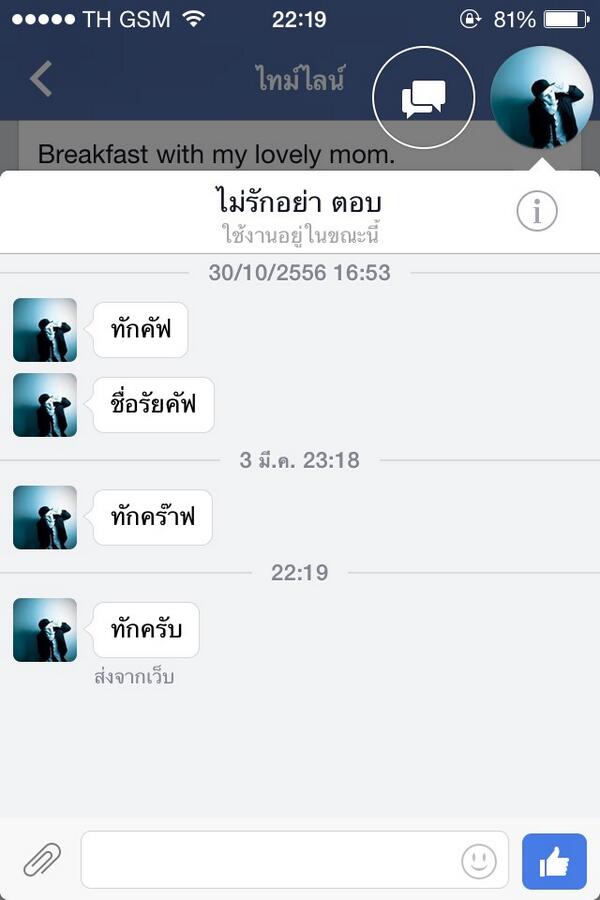 TH GSM 22:19 81%
ไทม์ไลน์
Breakfast with my lovely mom.
ไม่รักอย่า ตอบ
ใช้งานอยู่ในขณะนี้
30/10/2556 16:53
ทักคัฟ
ชื่อรัยคัฟ
3 มี.ค. 23:18
ทักคร๊าฟ
22:19
ทักครับ
ส่งจากเว็บ